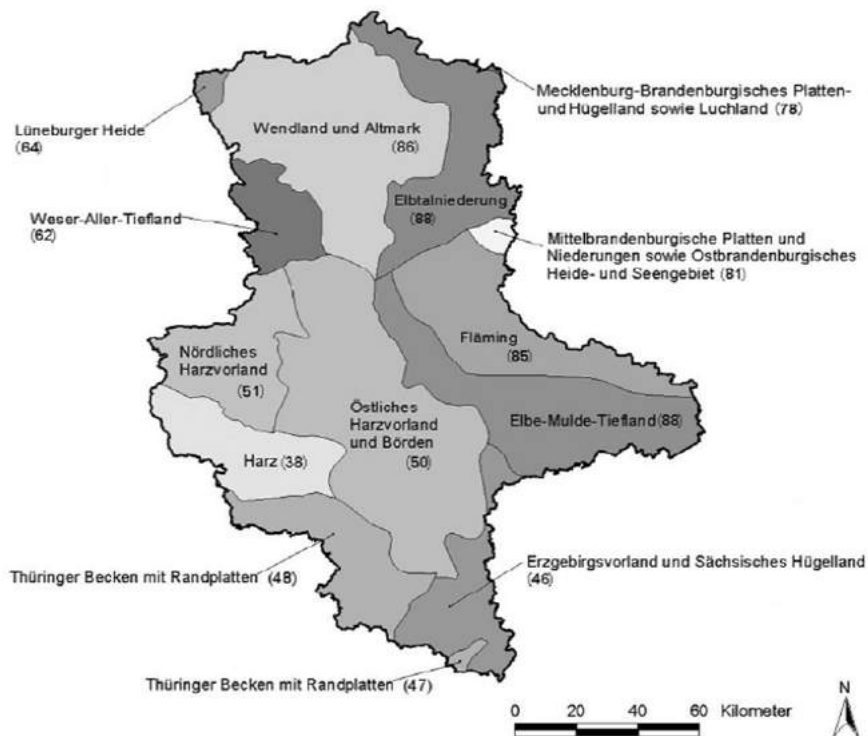 Mecklenburg-Brandenburgisches Platten-
und Hügelland sowie Luchland (78)
Lüneburger Heide
(64)
Wendland und Altmark
(86)
Weser-Aller-Tiefland
(62)
Elbtalniederung
(88)
Mittelbrandenburgische Platten und
Niederungen sowie Ostbrandenburgisches
Heide- und Seengebiet (81)
Fläming
(85)
Nördliches
Harzvorland
(51)
Östliches
Harzvorland
und Börden
(50)
Elbe-Mulde-Tiefland (88)
Harz (38)
Thüringer Becken mit Randplatten (48)
Erzgebirgsvorland und Sächsisches Hügelland
(46)
Thüringer Becken mit Randplatten (47)
N
0 20 40 60 Kilometer